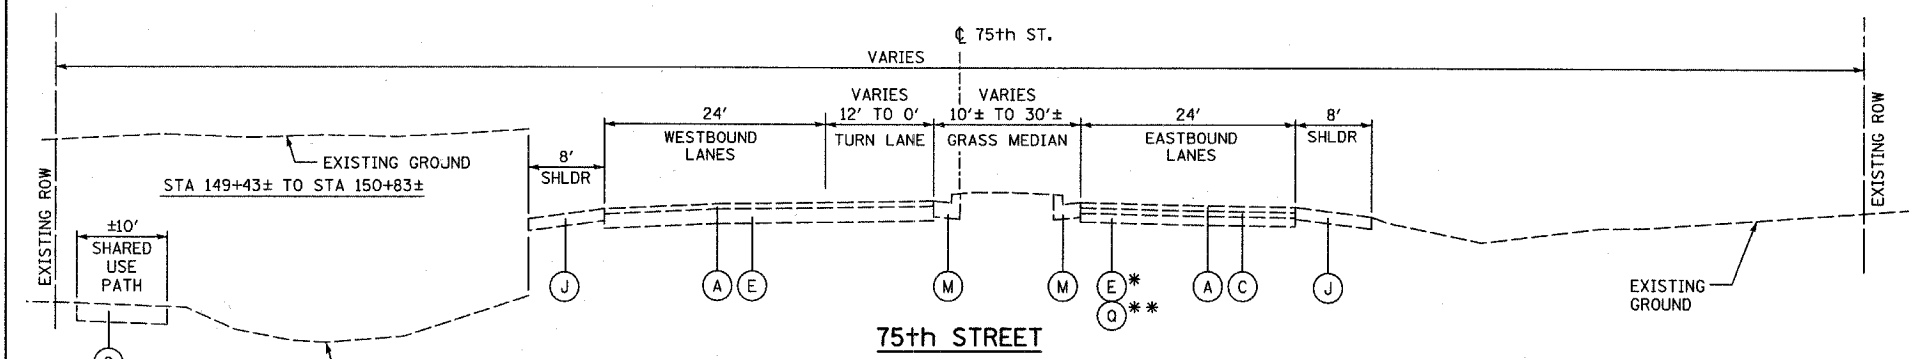 ℄ 75th ST.
VARIES
VARIES
VARIES
24'
12' TO 0'
10'± TO 30'±
24'
8'
WESTBOUND
LANES
TURN LANE
GRASS MEDIAN
EASTBOUND
LANES
SHLDR
EXISTING GROUND
8'
SHLDR
STA 149+43± TO STA 150+83±
EXISTING ROW
EXISTING ROW
±10'
SHARED
USE
PATH
J
A
E
M
M
E *
Q **
A
C
J
EXISTING
GROUND
75th STREET